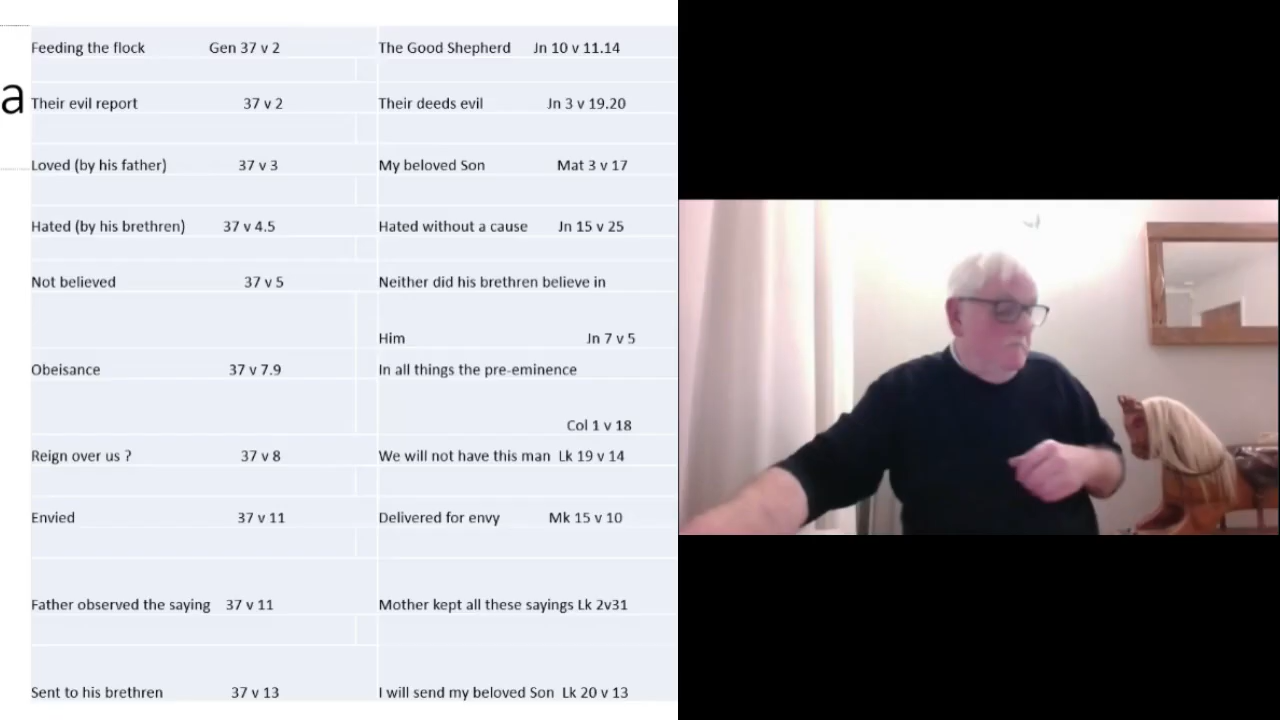 a
Feeding the flock Gen 37 v 2 The Good Shepherd Jn 10 v 11.14
Their evil report 37 v 2 Their deeds evil Jn 3 v 19.20
Loved (by his father) 37 v 3 My beloved Son Mat 3 v 17
Hated (by his brethren) 37 v 4.5 Hated without a cause Jn 15 v 25
Not believed 37 v 5 Neither did his brethren believe in
Him Jn 7 v 5
Obeisance 37 v 7.9 In all things the pre-eminence
Col 1 v 18
Reign over us ? 37 v 8 We will not have this man Lk 19 v 14
Envied 37 v 11 Delivered for envy Mk 15 v 10
Father observed the saying 37 v 11 Mother kept all these sayings Lk 2v31
Sent to his brethren 37 v 13 I will send my beloved Son Lk 20 v 13